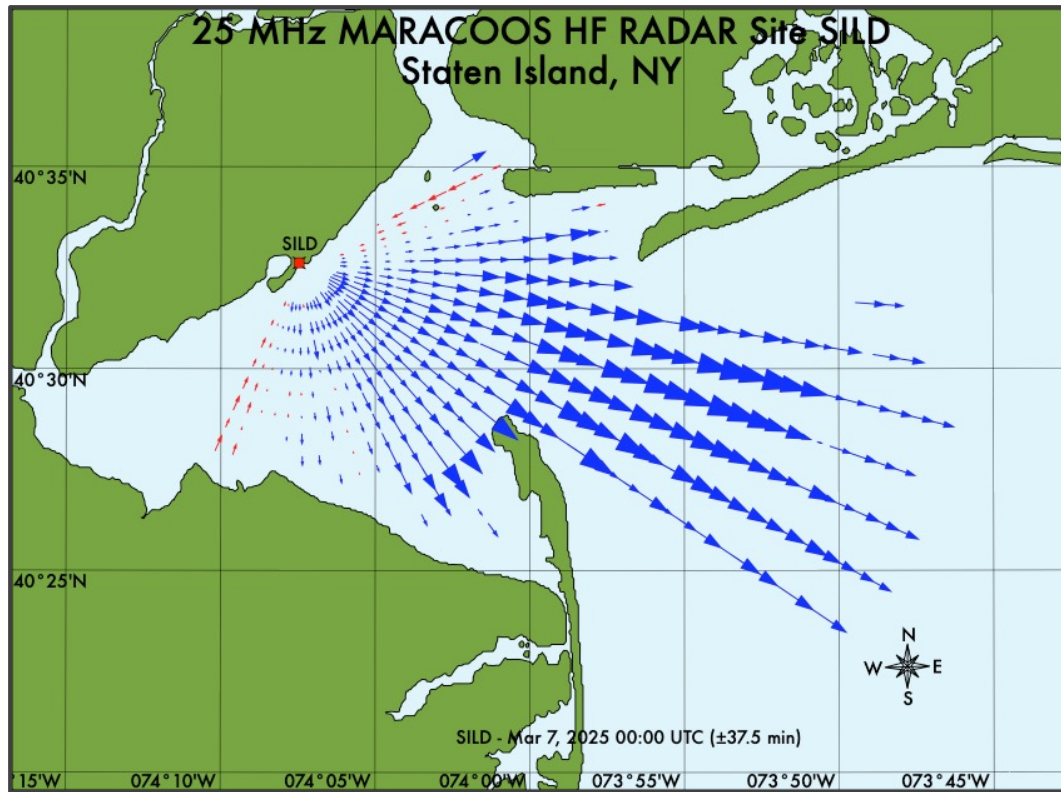 25 MHz MARACOOS HF RADAR Site SILD
Staten Island, NY
40°35'N
SILD
40°30'N
40°25'N
N
W E
S
SILD - Mar 7, 2025 00:00 UTC (±37.5 min)
°15'W 074°10'W 074°05'W 074°00'W 073°55'W 073°50'W 073°45'W